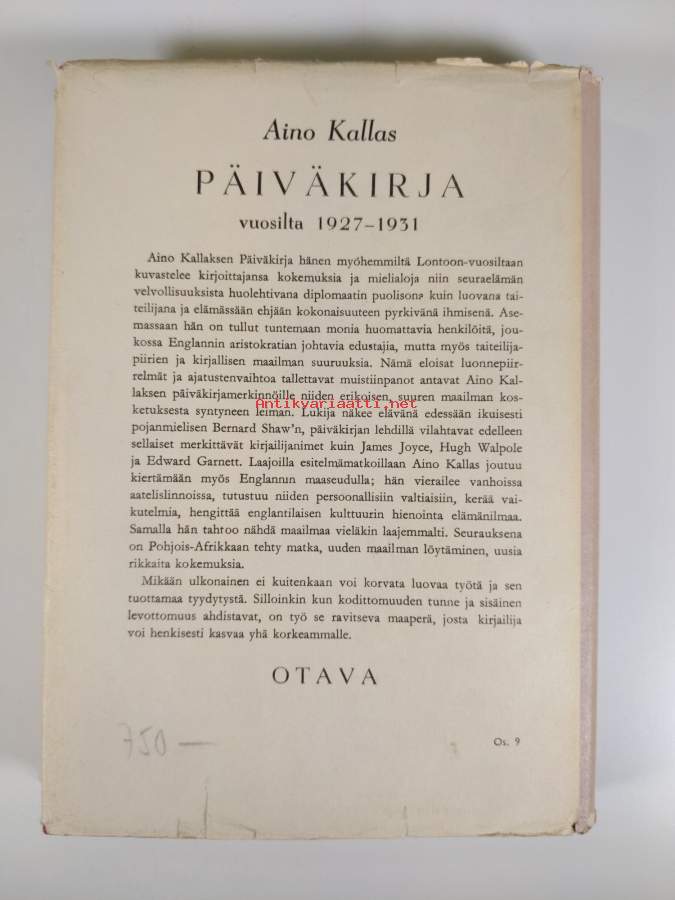 Aino Kallas
PÄIVÄKIRJA
vuosilta 1927–1931
Aino Kallaksen Päiväkirja hänen myöhemmiltä Lontoon-vuosiltaan
kuvastelee kirjoittajansa kokemuksia ja mielialoja niin seuraelämän
velvollisuuksista huolehtivana diplomaatin puolisona kuin luovana tai-
teilijana ja elämässään ehjään kokonaisuuteen pyrkivänä ihmisenä. Ase-
massaan hän on tullut tuntemaan monia huomattavia henkilöitä, jou-
kossa Englannin aristokratian johtavia edustajia, mutta myös taiteilija-
piirien ja kirjallisen maailman suuruuksia. Nämä eloisat luonnepiir-
relmät ja ajatustenvaihtoa tallettavat muistiinpanot antavat Aino Kal-
laksen päiväkirjamerkinnöille niiden erikoisen, suuren maailman kos-
Antikvariaatti.net
ketuksesta syntyneen leiman. Lukija näkee elävänä edessään ikuisesti
pojanmielisen Bernard Shaw'n, päiväkirjan lehdillä vilahtavat edelleen
sellaiset merkittävät kirjailijanimet kuin James Joyce, Hugh Walpole
ja Edward Garnett. Laajoilla esitelmämatkoillaan Aino Kallas joutuu
kiertämään myös Englannin maaseudulla; hän vierailee vanhoissa
aatelislinnoissa, tutustuu niiden persoonallisiin valtiaisiin, kerää vai-
kutelmia, hengittää englantilaisen kulttuurin hienointa elämänilmaa.
Samalla hän tahtoo nähdä maailmaa vieläkin laajemmalti. Seurauksena
on Pohjois-Afrikkaan tehty matka, uuden maailman löytäminen, uusia
rikkaita kokemuksia.
Mikään ulkonainen ei kuitenkaan voi korvata luovaa työtä ja sen
tuottamaa tyydytystä. Silloinkin kun kodittomuuden tunne ja sisäinen
levottomuus ahdistavat, on työ se ravitseva maaperä, josta kirjailija
voi henkisesti kasvaa yhä korkeammalle.
OTAVA
750 —
Os. 9